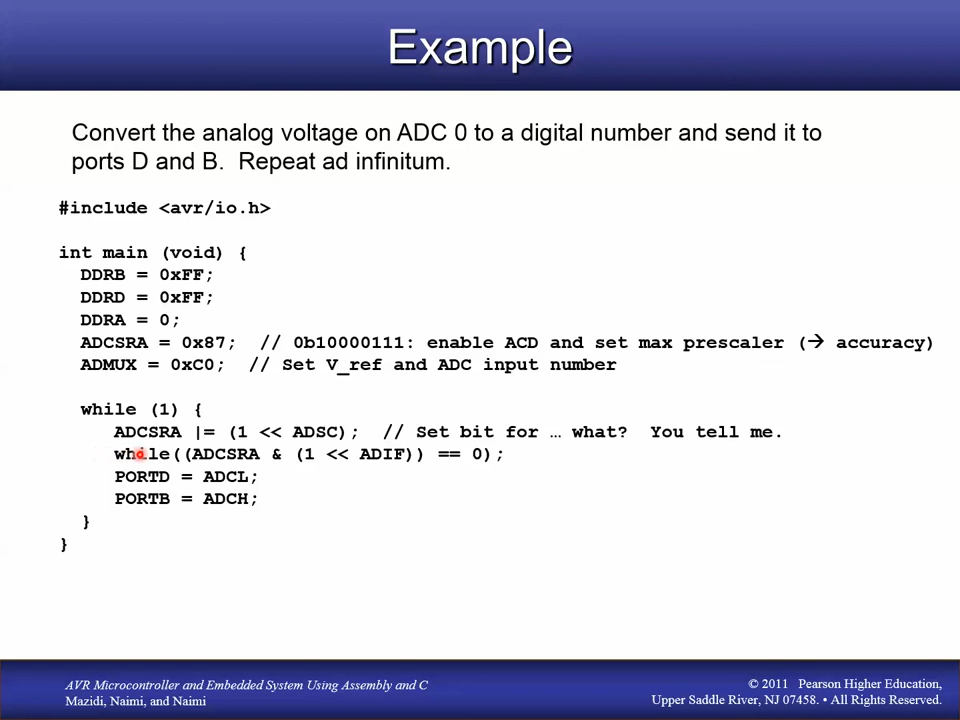 Example
Convert the analog voltage on ADC 0 to a digital number and send it to
ports D and B. Repeat ad infinitum.
#include <avr/io.h>
int main (void) {
DDRB = 0xFF;
DDRD = 0xFF;
DDRA = 0;
ADCSRA = 0x87; // 0b10000111: enable ACD and set max prescaler (→ accuracy)
ADMUX = 0xC0; // Set V_ref and ADC input number
while (1) {
ADCSRA |= (1 << ADSC); // Set bit for … what? You tell me.
while((ADCSRA & (1 << ADIF)) == 0);
PORTD = ADCL;
PORTB = ADCH;
}
}
AVR Microcontroller and Embedded System Using Assembly and C
Mazidi, Naimi, and Naimi
© 2011 Pearson Higher Education,
Upper Saddle River, NJ 07458. • All Rights Reserved.